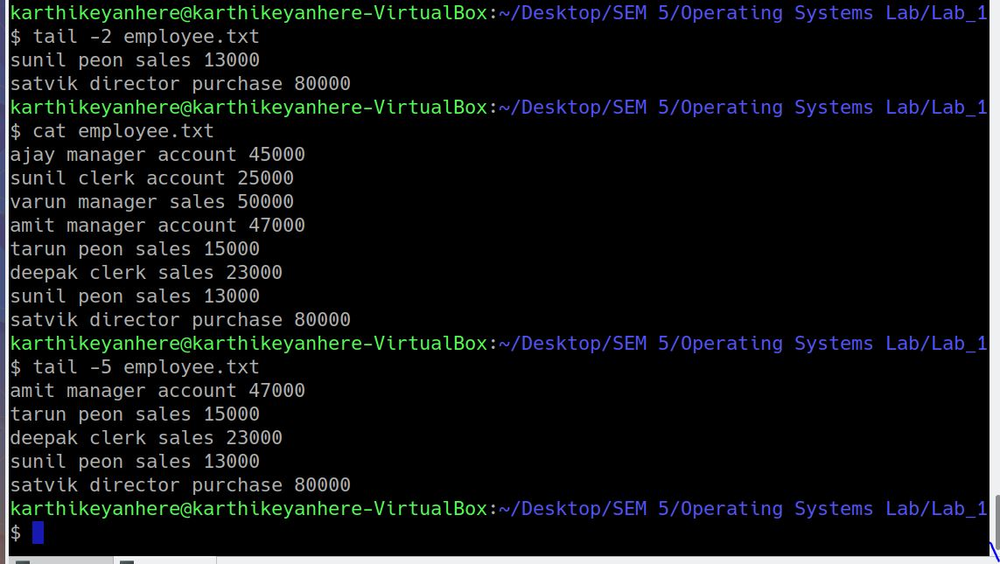 karthikeyanhere@karthikeyanhere-VirtualBox:~/Desktop/SEM 5/Operating Systems Lab/Lab_1
$ tail -2 employee.txt
sunil peon sales 13000
satvik director purchase 80000
karthikeyanhere@karthikeyanhere-VirtualBox:~/Desktop/SEM 5/Operating Systems Lab/Lab_1
$ cat employee.txt
ajay manager account 45000
sunil clerk account 25000
varun manager sales 50000
amit manager account 47000
tarun peon sales 15000
deepak clerk sales 23000
sunil peon sales 13000
satvik director purchase 80000
karthikeyanhere@karthikeyanhere-VirtualBox:~/Desktop/SEM 5/Operating Systems Lab/Lab_1
$ tail -5 employee.txt
amit manager account 47000
tarun peon sales 15000
deepak clerk sales 23000
sunil peon sales 13000
satvik director purchase 80000
karthikeyanhere@karthikeyanhere-VirtualBox:~/Desktop/SEM 5/Operating Systems Lab/Lab_1
$